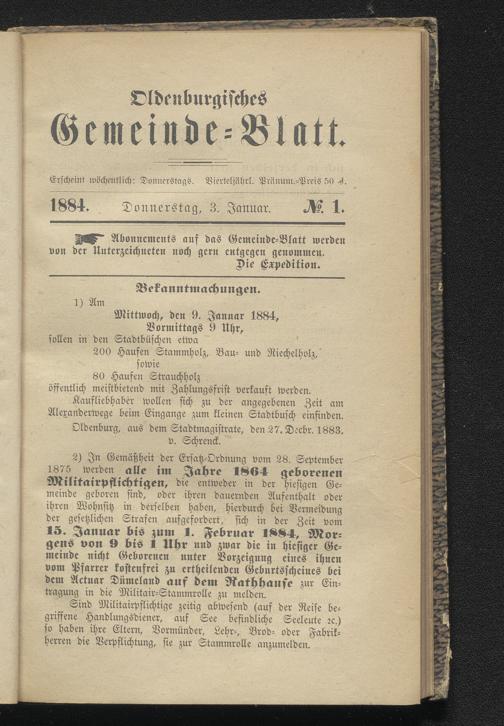 Oldenburgisches
Gemeinde-Blatt.
Erscheint wöchentlich: Donnerstags. Vierteljährl. Pränum.-Preis 50 ₰.
1884. Donnerstag, 3. Januar. № 1.
☛ Abonnements auf das Gemeinde-Blatt werden
von der Unterzeichneten noch gern entgegen genommen.
Die Expedition.
Bekanntmachungen.
1) Am
Mittwoch, den 9. Januar 1884,
Vormittags 9 Uhr,
sollen in den Stadtbüschen etwa
200 Haufen Stammholz, Bau- und Riechelholz,
sowie
80 Haufen Strauchholz
öffentlich meistbietend mit Zahlungsfrist verkauft werden.
Kaufliebhaber wollen sich zu der angegebenen Zeit am
Alexanderwege beim Eingange zum kleinen Stadtbusch einfinden.
Oldenburg, aus dem Stadtmagistrate, den 27. Decbr. 1883.
v. Schrenck.
2) In Gemäßheit der Ersatz-Ordnung vom 28. September
1875 werden alle im Jahre 1864 geborenen
Militairpflichtigen, die entweder in der hiesigen Ge-
meinde geboren sind, oder ihren dauernden Aufenthalt oder
ihren Wohnsitz in derselben haben, hierdurch bei Vermeidung
der gesetzlichen Strafen aufgefordert, sich in der Zeit vom
15. Januar bis zum 1. Februar 1884, Mor-
gens von 9 bis 1 Uhr und zwar die in hiesiger Ge-
meinde nicht Geborenen unter Vorzeigung eines ihnen
vom Pfarrer kostenfrei zu ertheilenden Geburtsscheines bei
dem Actuar Dümeland auf dem Rathhause zur Ein-
tragung in die Militair-Stammrolle zu melden.
Sind Militairpflichtige zeitig abwesend (auf der Reise be-
griffene Handlungsdiener, auf See befindliche Seeleute ꝛc.)
so haben ihre Eltern, Vormünder, Lehr-, Brod- oder Fabrik-
herren die Verpflichtung, sie zur Stammrolle anzumelden.